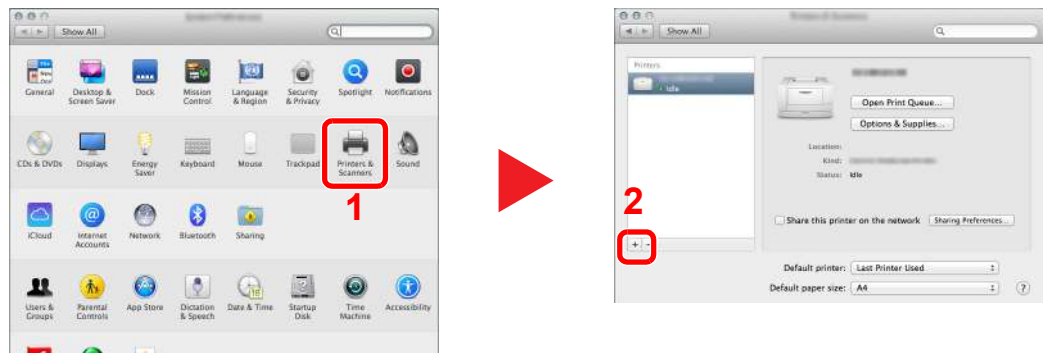 Show All
General
Desktop &
Screen Saver
Dock
Mission
Control
Language
& Region
Security
& Privacy
Spotlight
Notifications
CDs & DVDs
Displays
Energy
Saver
Keyboard
Mouse
Trackpad
Printers &
Scanners
Sound
1
iCloud
Internet
Accounts
Network
Bluetooth
Sharing
Users &
Groups
Parental
Controls
App Store
Dictation
& Speech
Date & Time
Startup
Disk
Time
Machine
Accessibility
Show All
Printers
Idle
Open Print Queue...
Options & Supplies...
Location:
Kind:
Status: Idle
2
Share this printer on the network Sharing Preferences...
+ -
Default printer: Last Printer Used
Default paper size: A4
?